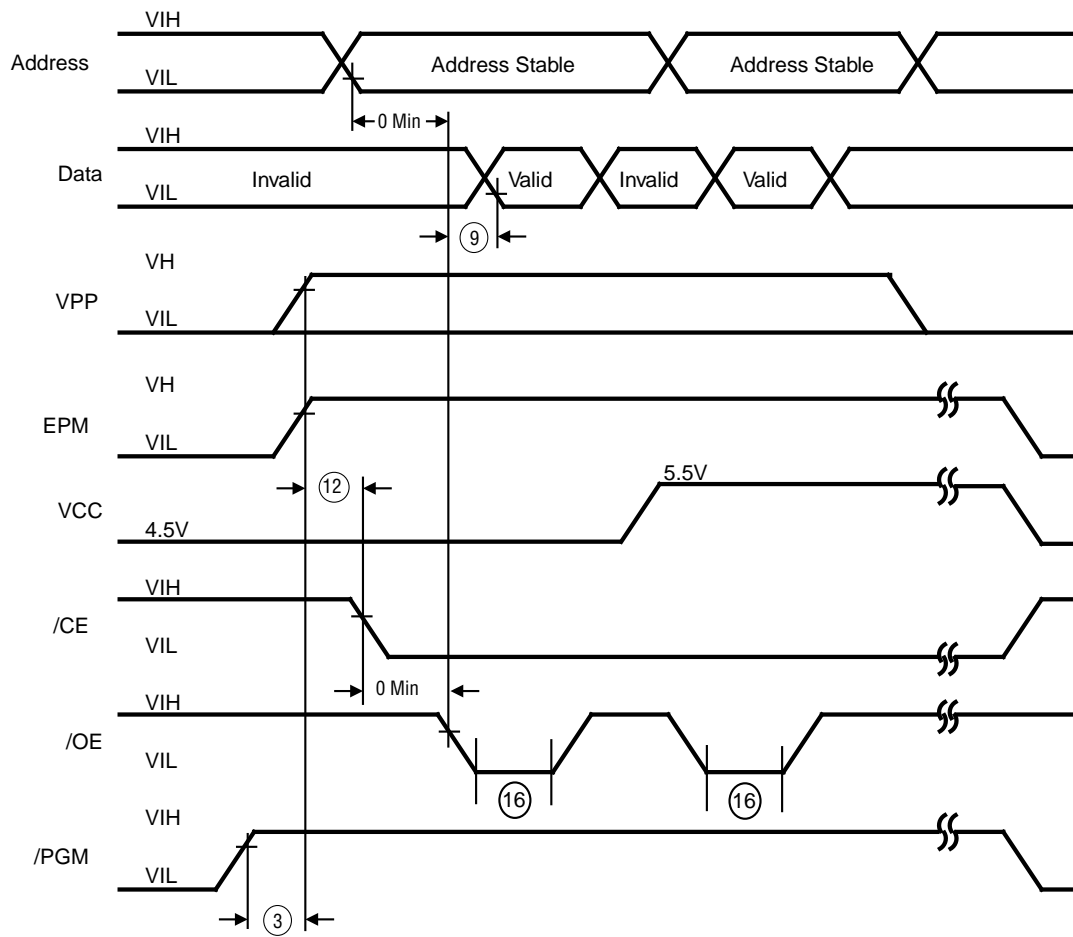 VIH
Address
Address Stable
Address Stable
VIL
0 Min
VIH
Data
Invalid
Valid
Invalid
Valid
VIL
9
VH
VPP
VIL
VH
EPM
VIL
12
5.5V
VCC
4.5V
VIH
/CE
VIL
0 Min
VIH
/OE
VIL
16
16
VIH
/PGM
VIL
3